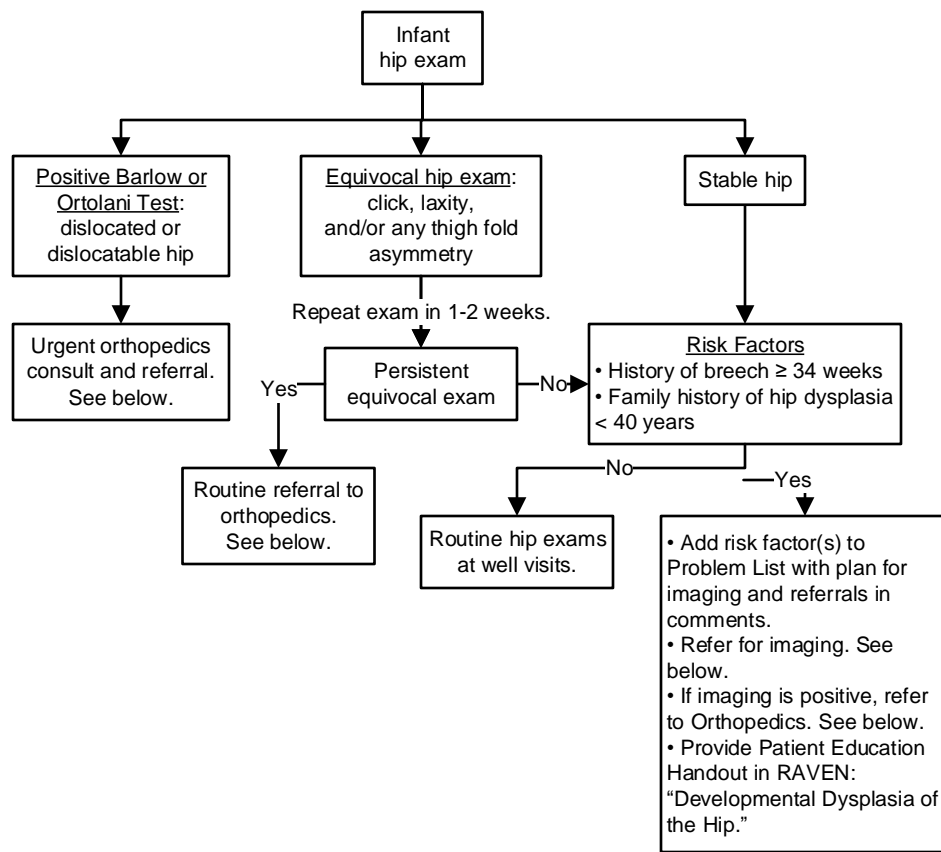 Infant
hip exam
Positive Barlow or
Ortolani Test:
dislocated or
dislocatable hip
Equivocal hip exam:
click, laxity,
and/or any thigh fold
asymmetry
Stable hip
Repeat exam in 1-2 weeks.
Urgent orthopedics
consult and referral.
See below.
Yes
Persistent
equivocal exam
No
Risk Factors
• History of breech ≥ 34 weeks
• Family history of hip dysplasia
< 40 years
No
Yes
Routine referral to
orthopedics.
See below.
Routine hip exams
at well visits.
• Add risk factor(s) to
Problem List with plan for
imaging and referrals in
comments.
• Refer for imaging. See
below.
• If imaging is positive, refer
to Orthopedics. See below.
• Provide Patient Education
Handout in RAVEN:
“Developmental Dysplasia of
the Hip.”